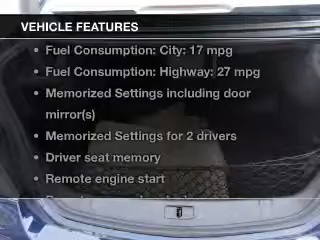 VEHICLE FEATURES
• Fuel Consumption: City: 17 mpg
• Fuel Consumption: Highway: 27 mpg
• Memorized Settings including door
mirror(s)
• Memorized Settings for 2 drivers
• Driver seat memory
• Remote engine start